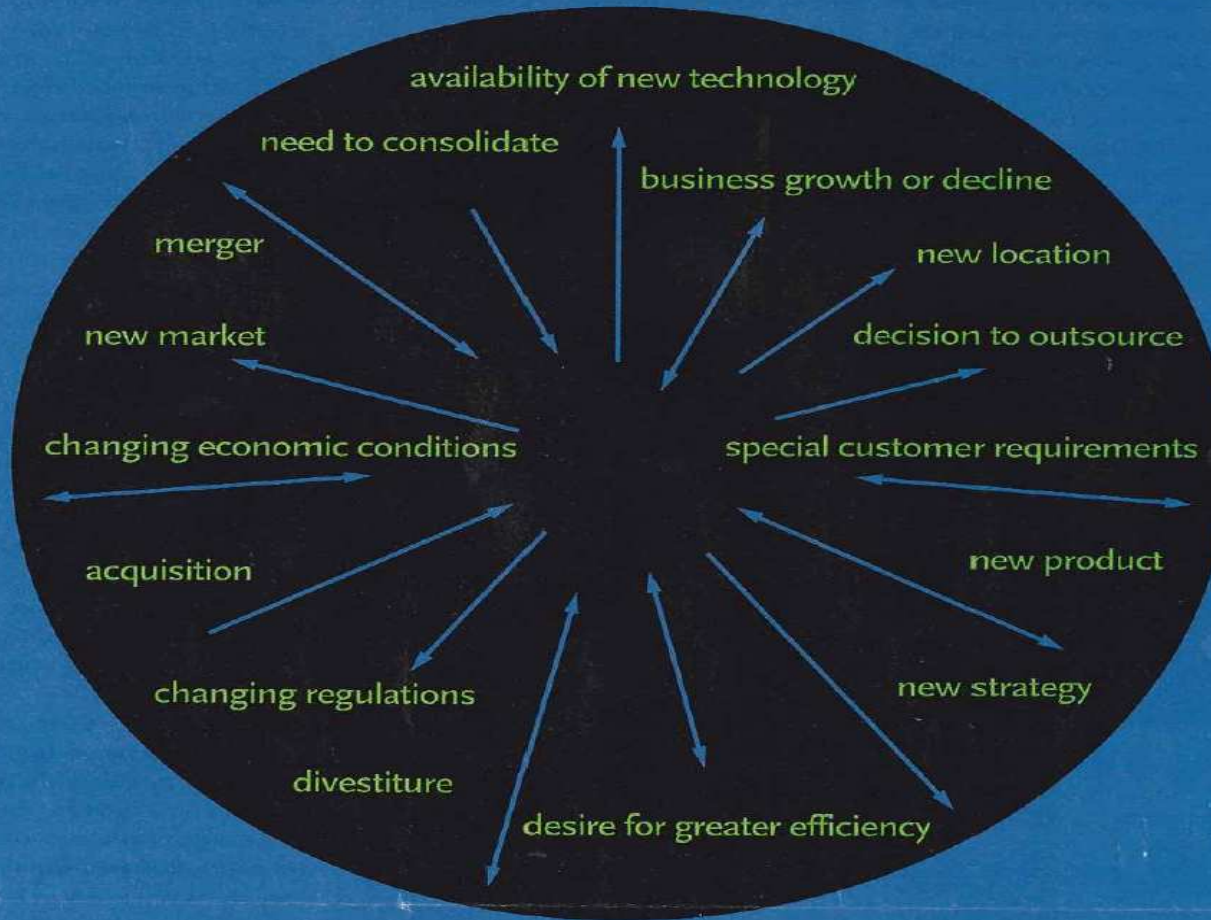 availability of new technology
need to consolidate
business growth or decline
merger
new location
new market
decision to outsource
changing economic conditions
special customer requirements
acquisition
new product
changing regulations
new strategy
divestiture
desire for greater efficiency